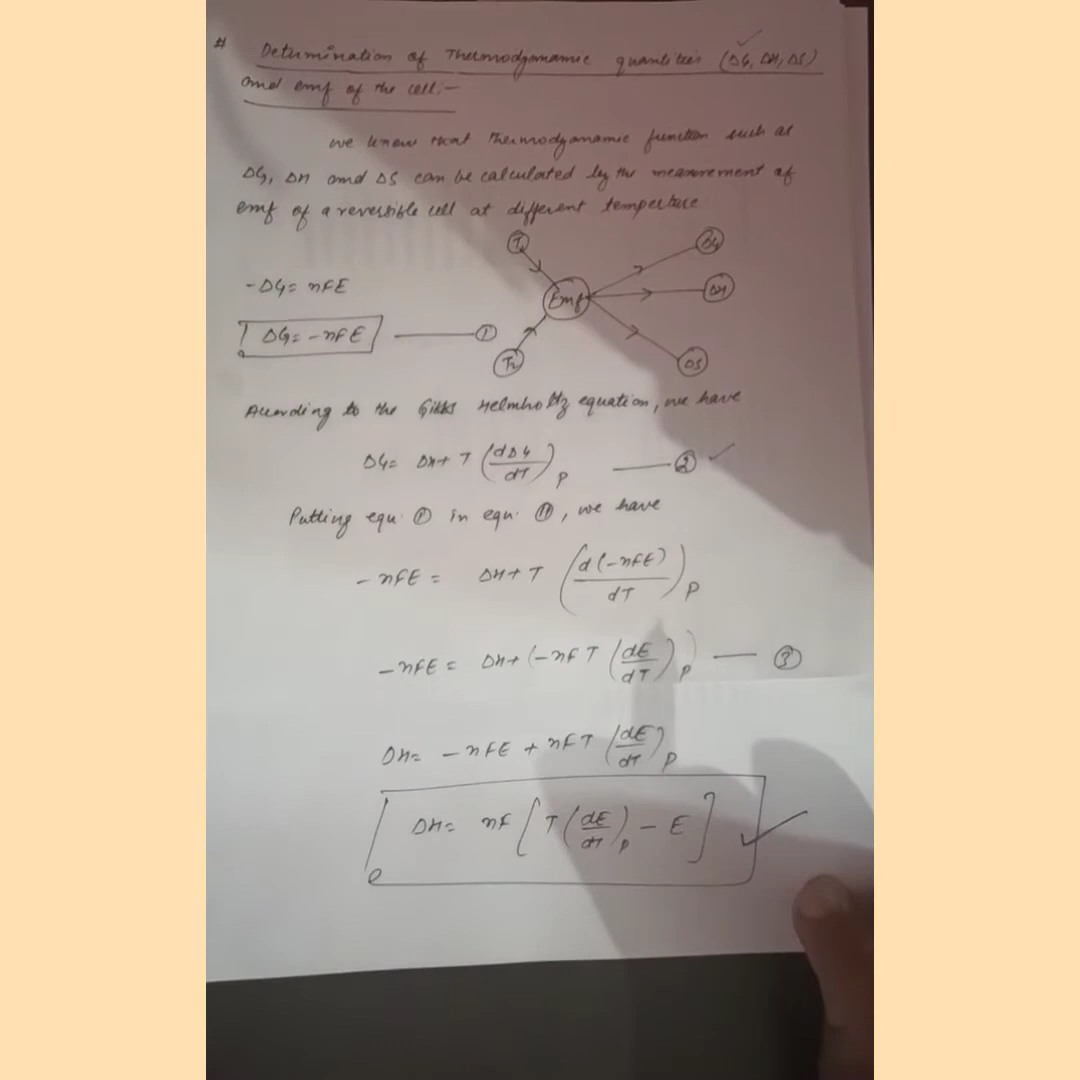 # Determination of Thermodynamic quantities (ΔG, ΔH, ΔS)
and emf of the cell:-
we know that thermodynamic function such as
ΔG, ΔH and ΔS can be calculated by the measurement of
emf of a reversible cell at different temperture
T₁ ΔG
-ΔG = nFE Emf ΔH
ΔG = -nFE ——— ①
T₂ ΔS
According to the Gibbs Helmholtz equation, we have
ΔG = ΔH + T (dΔG/dT)P ——— ②
Putting equ. ① in equ. ⑪, we have
- nFE = ΔH + T (d(-nFE)/dT)P
- nFE = ΔH + (-nFT (dE/dT)P) — ③
ΔH = - nFE + nFT (dE/dT)P
ΔH = nF [T (dE/dT)P - E]